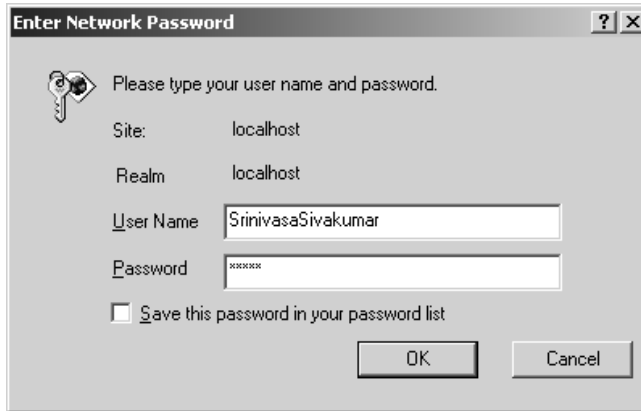 Enter Network Password
? X
Please type your user name and password.
Site: localhost
Realm localhost
User Name SrinivasaSivakumar
Password *****
Save this password in your password list
OK Cancel